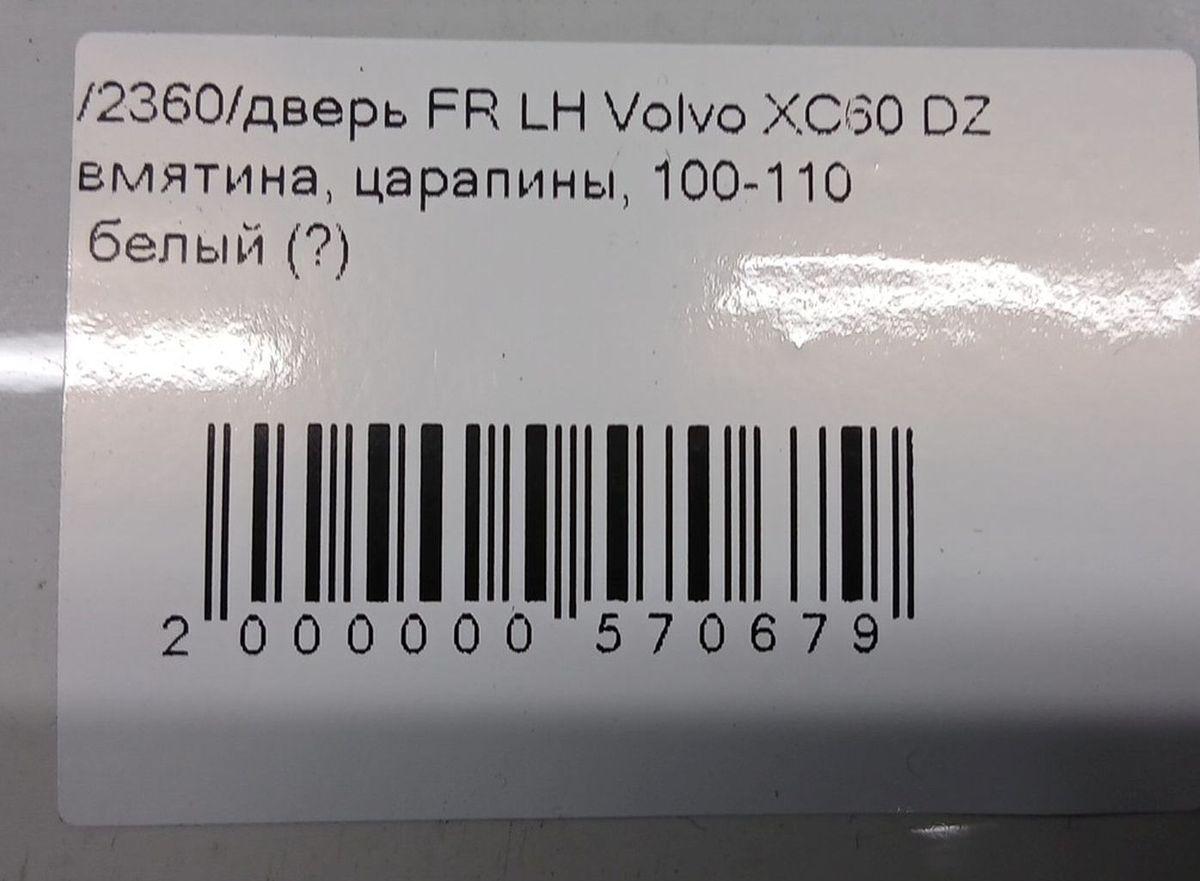 /2360/дверь FR LH Volvo XC60 DZ
вмятина, царапины, 100-110
белый (?)
2 000000 570679